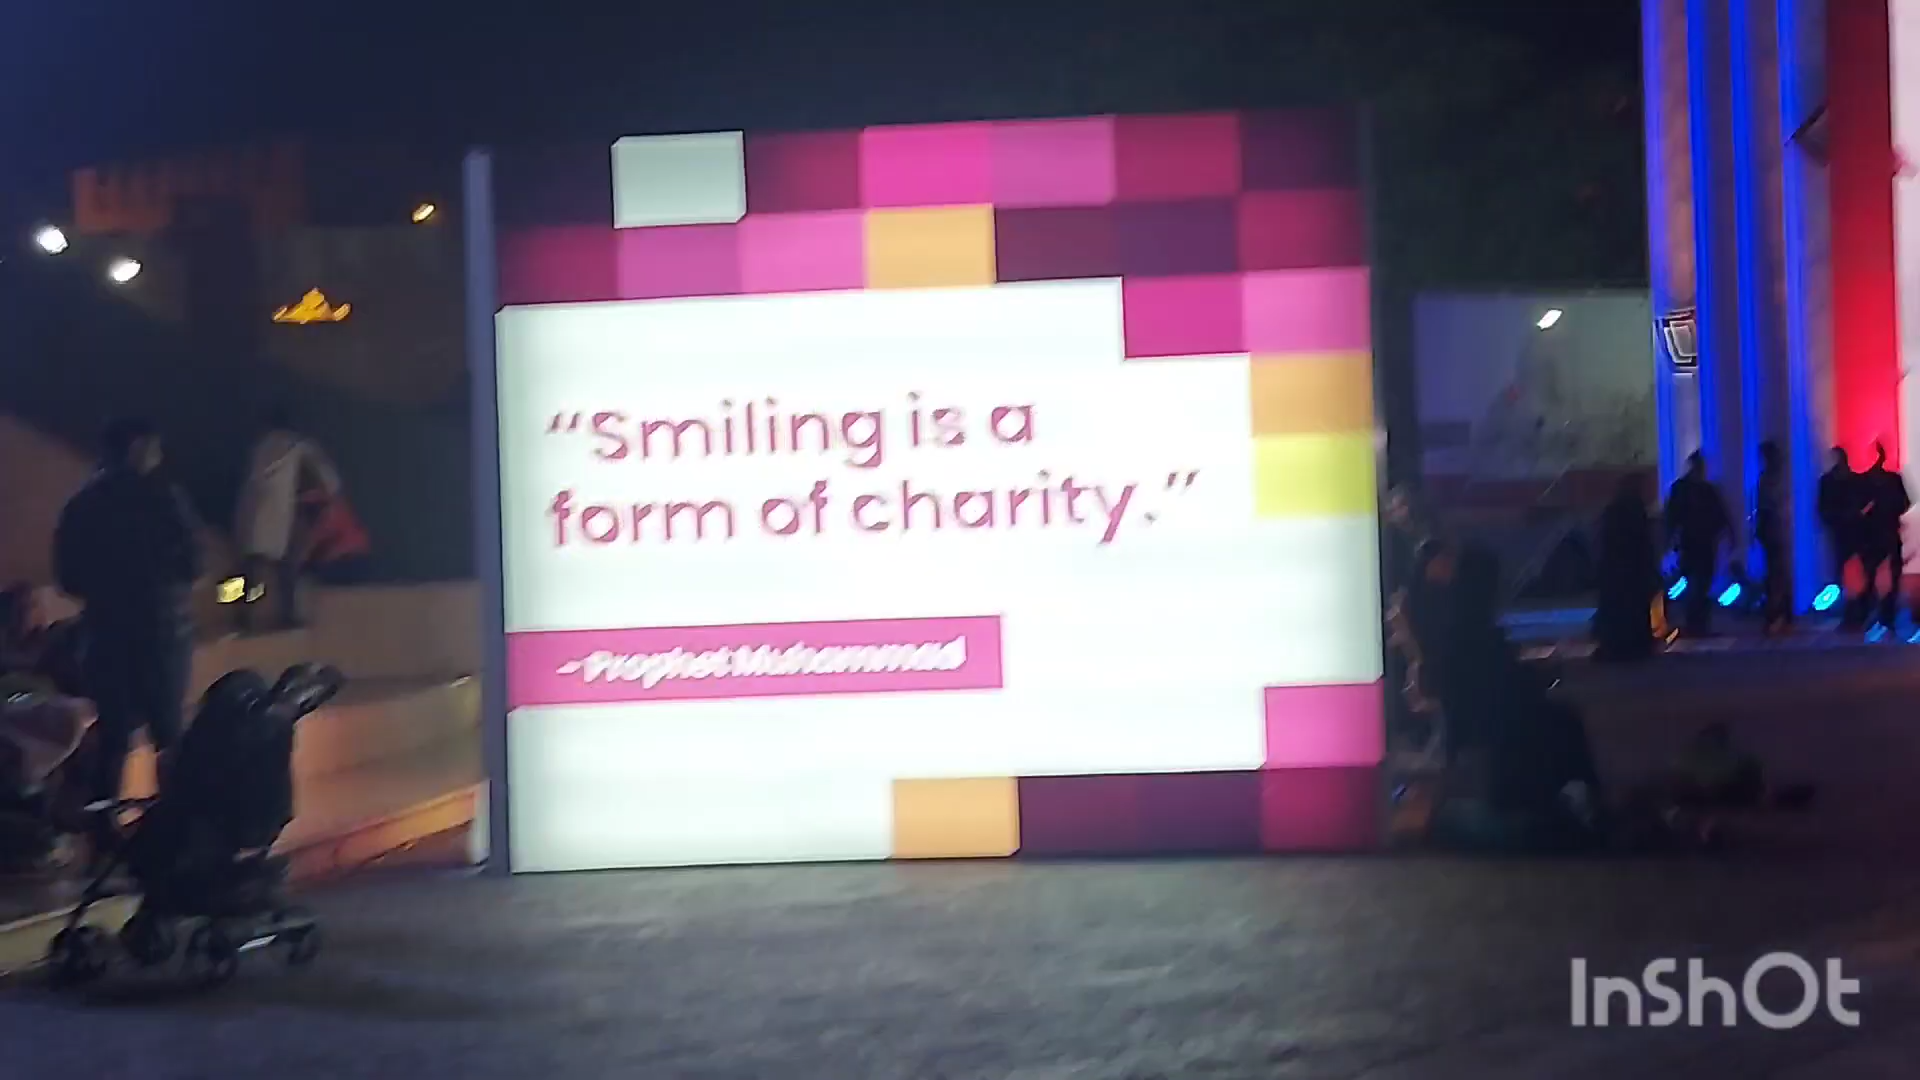 “Smiling is a
form of charity.”
- Prophet Muhammad
InShOt